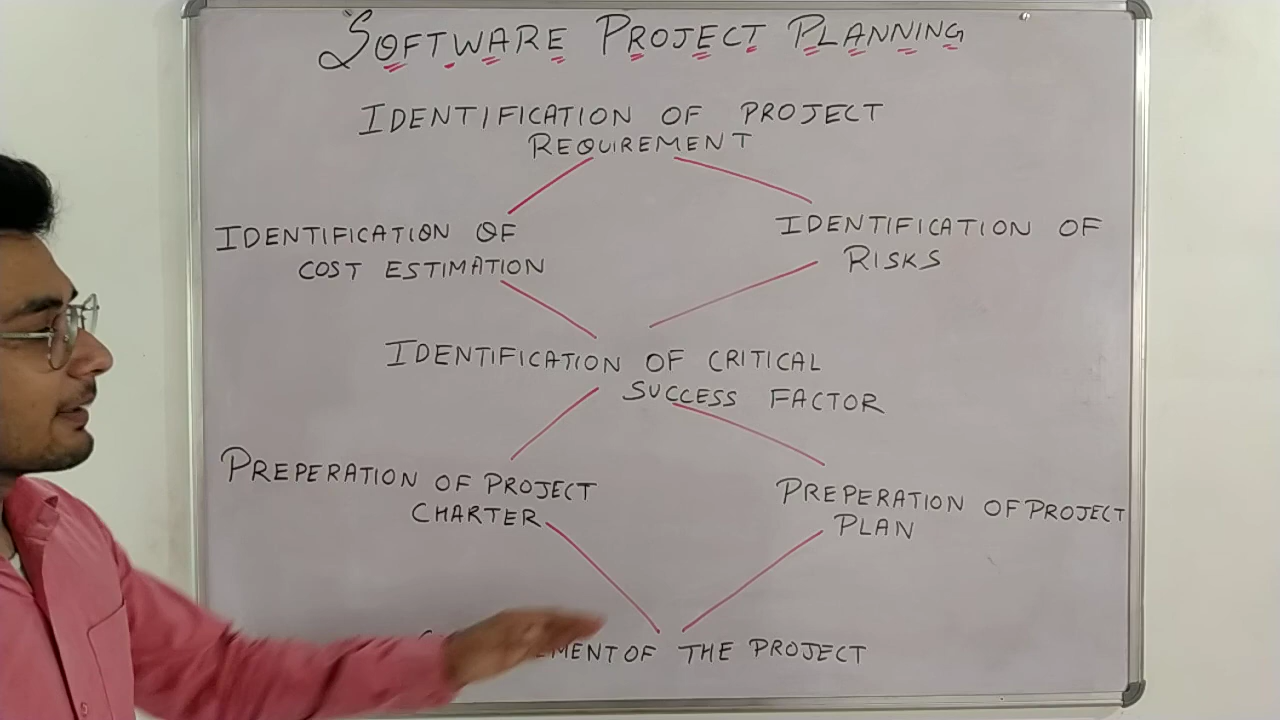 SOFTWARE PROJECT PLANNING
IDENTIFICATION OF PROJECT
REQUIREMENT
IDENTIFICATION OF
COST ESTIMATION
IDENTIFICATION OF
RISKS
IDENTIFICATION OF CRITICAL
SUCCESS FACTOR
PREPERATION OF PROJECT
CHARTER
PREPERATION OF PROJECT
PLAN
OF THE PROJECT